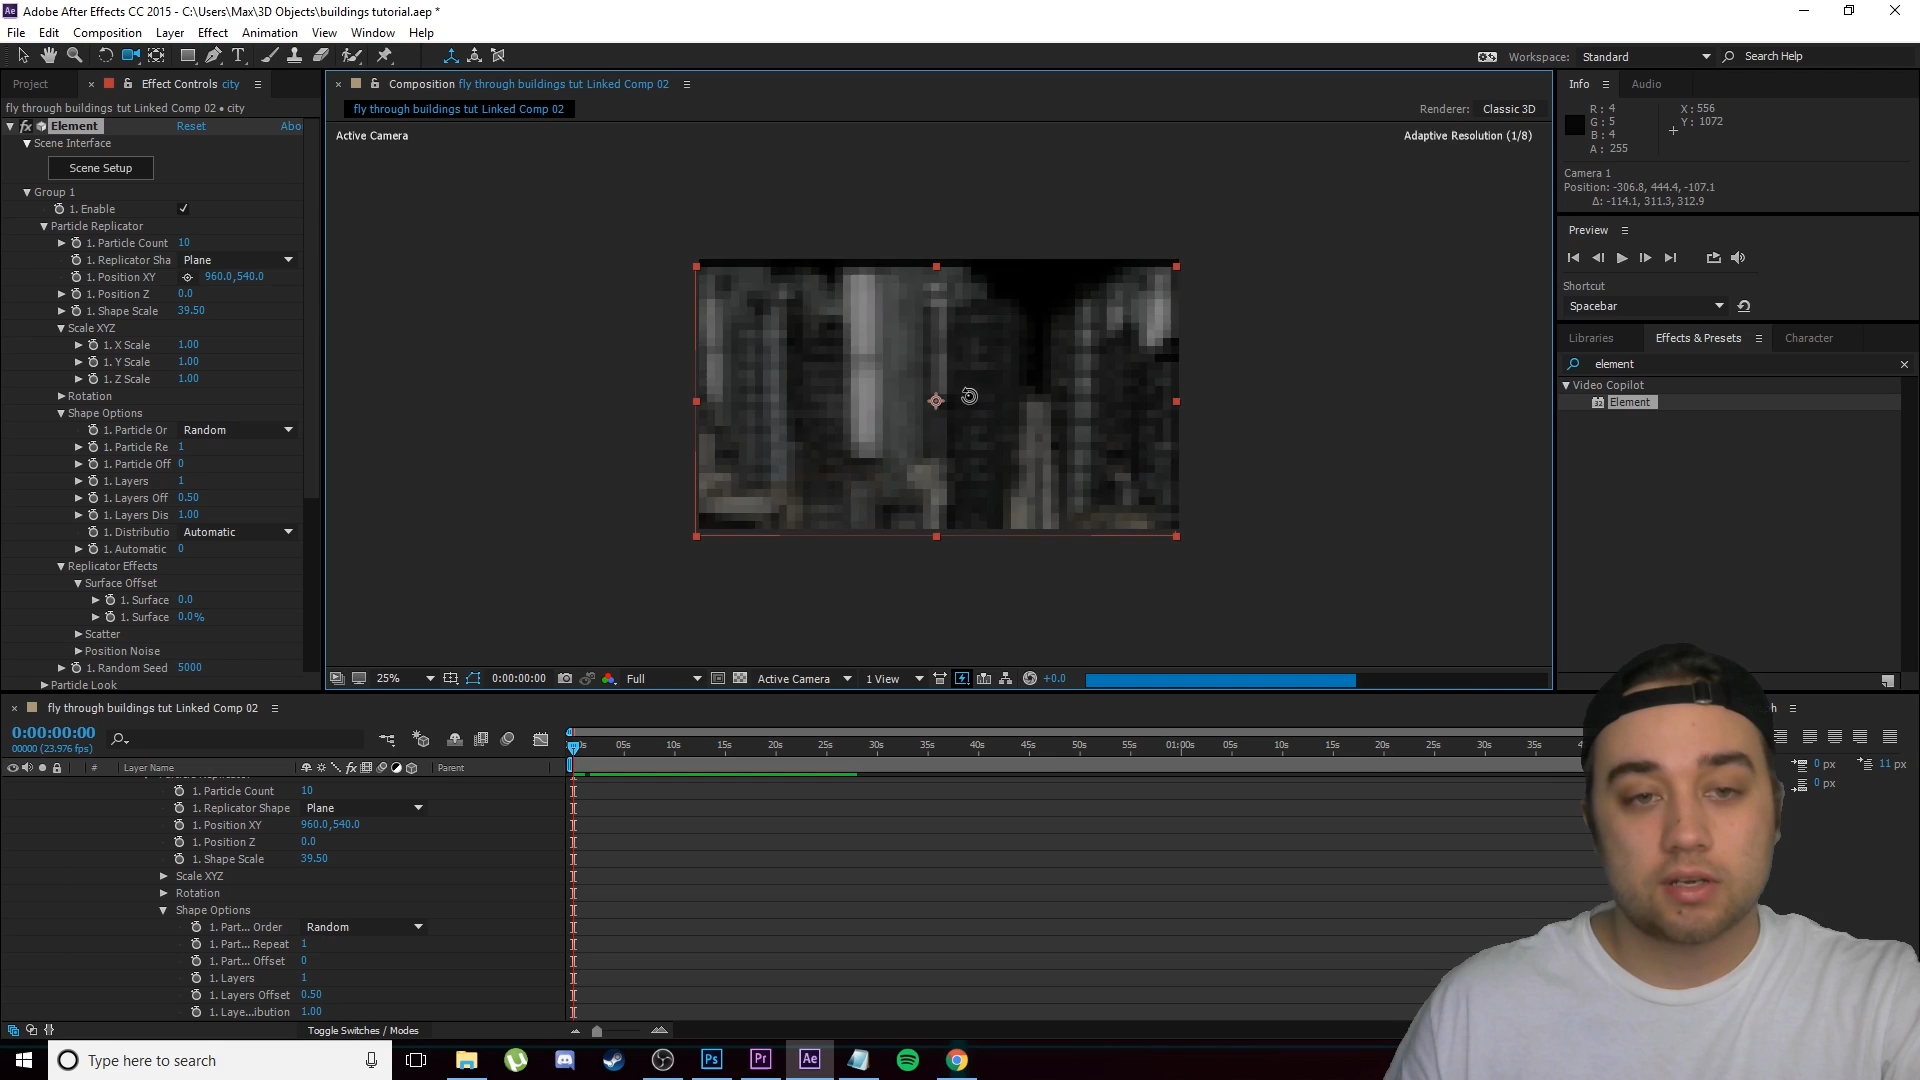 Ae Adobe After Effects CC 2015 - C:\Users\Max\3D Objects\buildings tutorial.aep *
File Edit Composition Layer Effect Animation View Window Help
Workspace: Standard Search Help
Project Effect Controls city
fly through buildings tut Linked Comp 02 • city
fx Element Reset Abo
Scene Interface
Scene Setup
Group 1
1. Enable
Particle Replicator
1. Particle Count 10
1. Replicator Sha Plane
1. Position XY 960.0,540.0
1. Position Z 0.0
1. Shape Scale 39.50
Scale XYZ
1. X Scale 1.00
1. Y Scale 1.00
1. Z Scale 1.00
Rotation
Shape Options
1. Particle Or Random
1. Particle Re 1
1. Particle Off 0
1. Layers 1
1. Layers Off 0.50
1. Layers Dis 1.00
1. Distributio Automatic
1. Automatic 0
Replicator Effects
Surface Offset
1. Surface 0.0
1. Surface 0.0%
Scatter
Position Noise
1. Random Seed 5000
Particle Look
Composition fly through buildings tut Linked Comp 02
fly through buildings tut Linked Comp 02
Renderer: Classic 3D
Active Camera
Adaptive Resolution (1/8)
25% 0:00:00:00 Full Active Camera 1 View +0.0
Info Audio
R : 4 X : 556
G : 5 Y : 1072
B : 4
A : 255
Camera 1
Position: -306.8, 444.4, -107.1
Δ: -114.1, 311.3, 312.9
Preview
Shortcut
Spacebar
Libraries Effects & Presets Character
element
Video Copilot
32 Element
fly through buildings tut Linked Comp 02
0:00:00:00
00000 (23.976 fps)
# Layer Name fx Parent
05s 10s 15s 20s 25s 30s 35s 40s 45s 50s 55s 01:00s 05s 10s 15s 20s 25s 30s 35s
1. Particle Count 10
1. Replicator Shape Plane
1. Position XY 960.0,540.0
1. Position Z 0.0
1. Shape Scale 39.50
Scale XYZ
Rotation
Shape Options
1. Part... Order Random
1. Part... Repeat 1
1. Part... Offset 0
1. Layers 1
1. Layers Offset 0.50
1. Laye...ibution 1.00
Toggle Switches / Modes
0 px 11 px
0 px
Type here to search
Ps Pr Ae